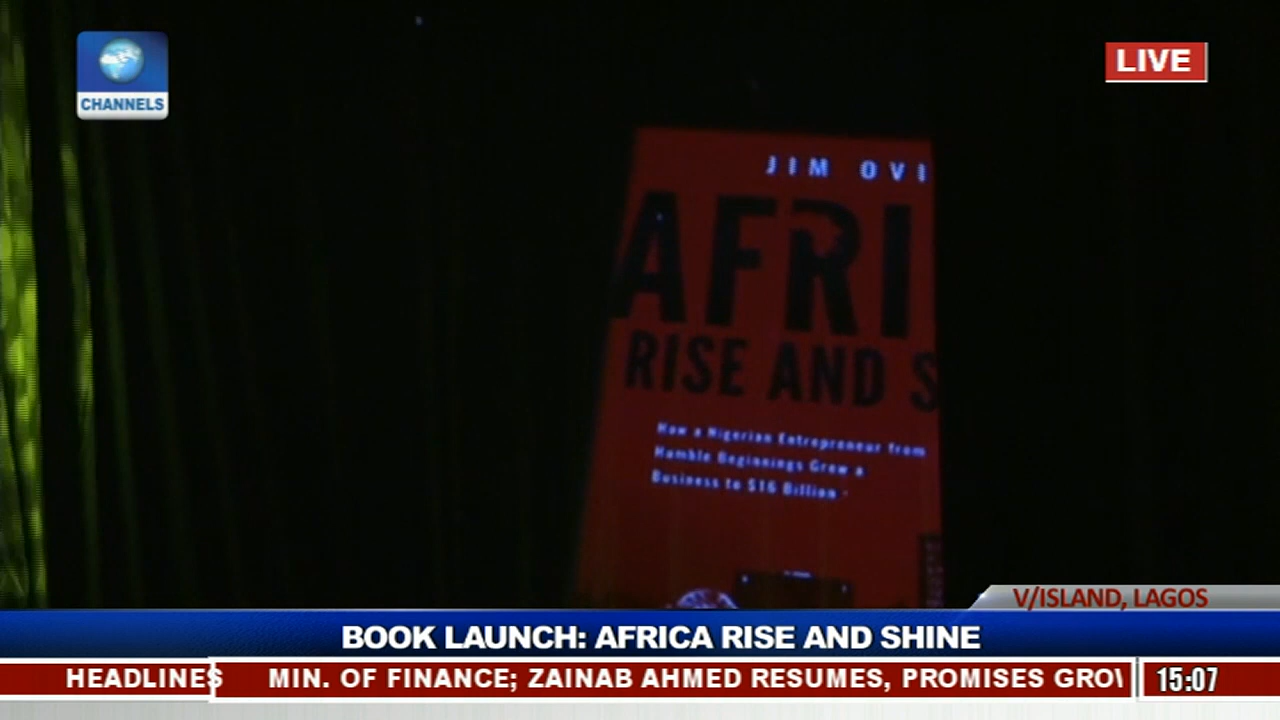 CHANNELS
LIVE
JIM OVI
AFRI
RISE AND S
How a Nigerian Entrepreneur from
Humble Beginnings Grew a
Business to $16 Billion
V/ISLAND, LAGOS
BOOK LAUNCH: AFRICA RISE AND SHINE
HEADLINES MIN. OF FINANCE; ZAINAB AHMED RESUMES, PROMISES GRO
15:07